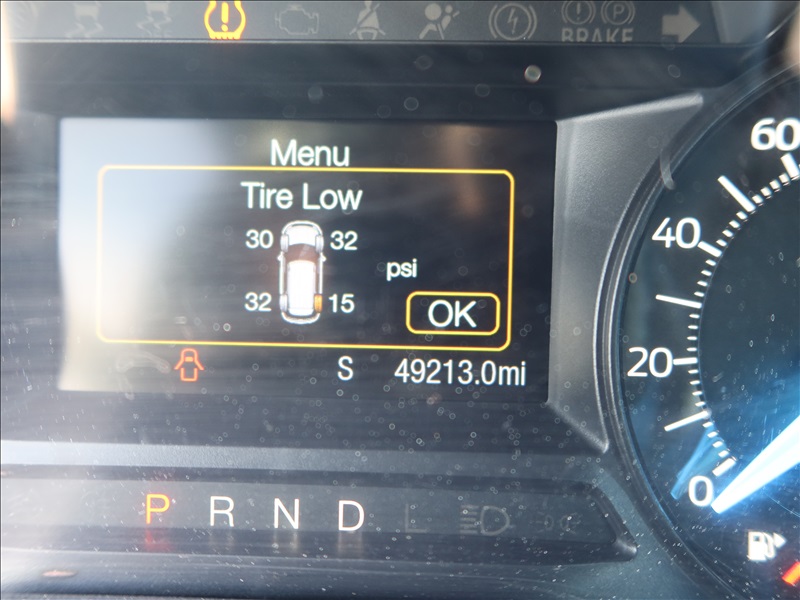 BRAKE
Menu
Tire Low
30 32
psi
32 15
OK
S 49213.0mi
P R N D L
60
40
20
0